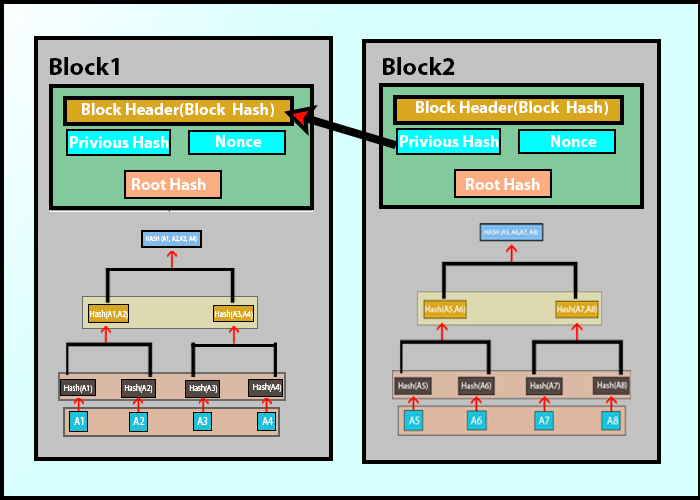 Block1
Block Header(Block Hash)
Privious Hash
Nonce
Root Hash
HASH (A1, A2,A3, A4)
Hash(A1,A2)
Hash(A3,A4)
Hash(A1)
Hash(A2)
Hash(A3)
Hash(A4)
A1
A2
A3
A4
Block2
Block Header(Block Hash)
Privious Hash
Nonce
Root Hash
HASH (A5, A6,A7, A8)
Hash(A5,A6)
Hash(A7,A8)
Hash(A5)
Hash(A6)
Hash(A7)
Hash(A8)
A5
A6
A7
A8